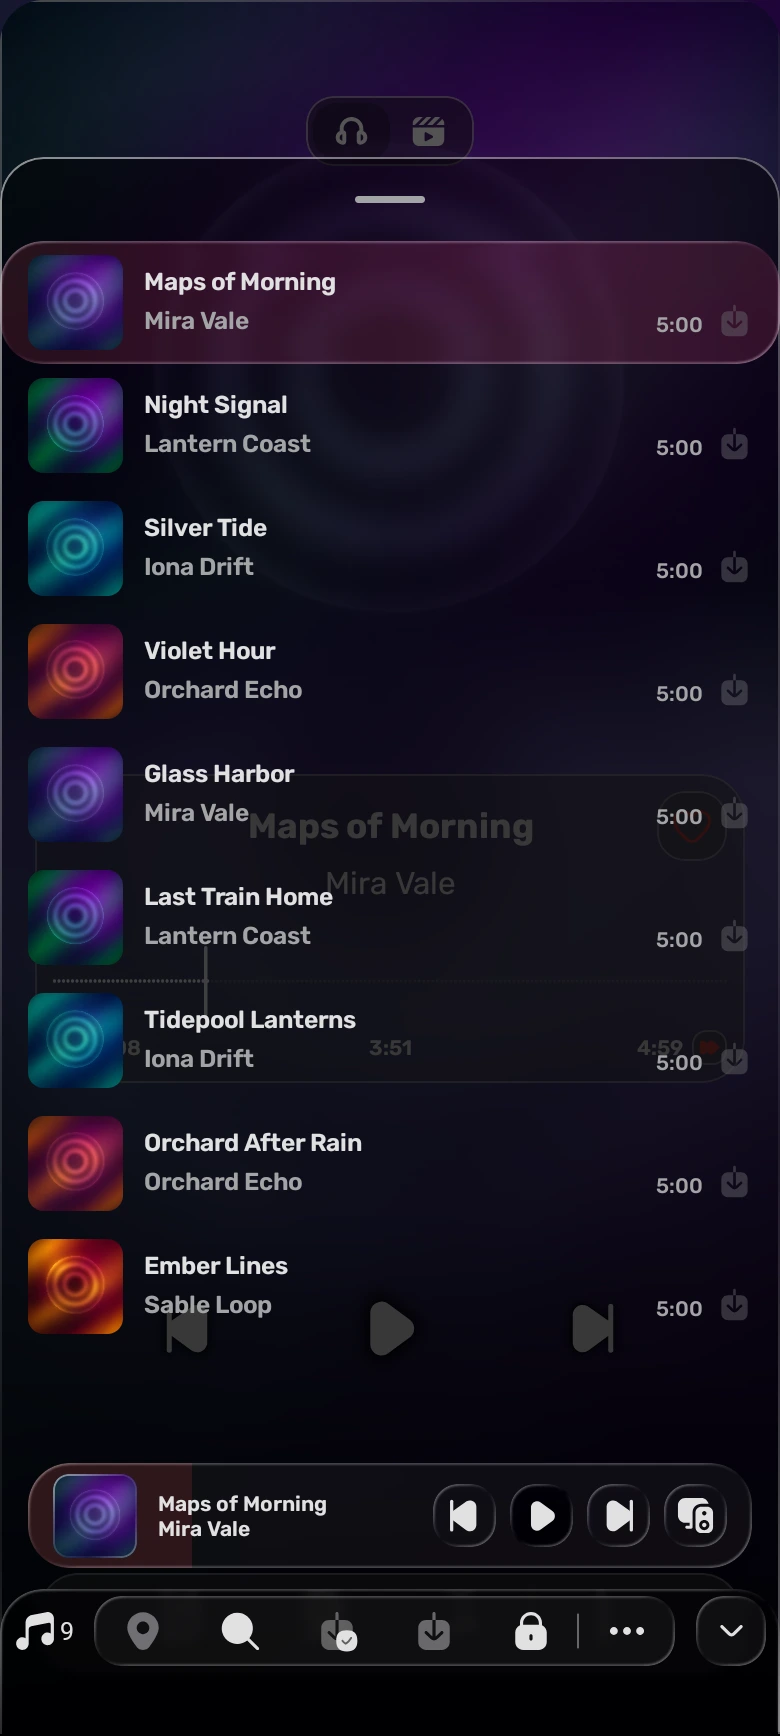 Maps of Morning
Mira Vale
5:00
Night Signal
Lantern Coast
5:00
Silver Tide
Iona Drift
5:00
Violet Hour
Orchard Echo
5:00
Glass Harbor
Mira Vale
5:00
Maps of Morning
Mira Vale
Last Train Home
Lantern Coast
5:00
Tidepool Lanterns
Iona Drift
5:00
8 3:51 4:59
Orchard After Rain
Orchard Echo
5:00
Ember Lines
Sable Loop
5:00
Maps of Morning
Mira Vale
9